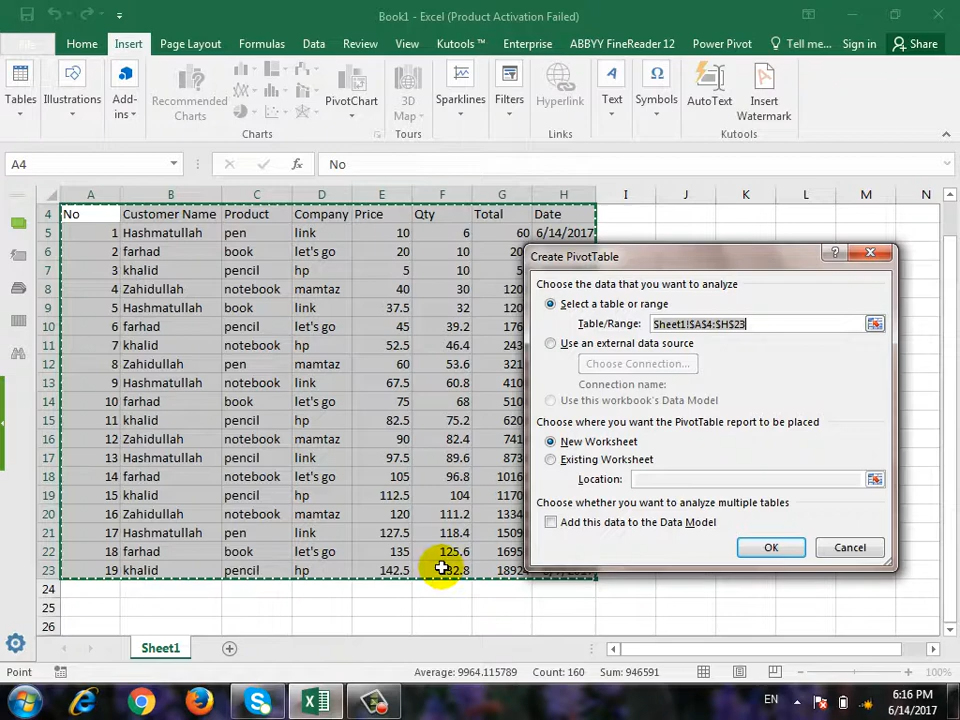 Book1 - Excel (Product Activation Failed)
File Home Insert Page Layout Formulas Data Review View Kutools ™ Enterprise ABBYY FineReader 12 Power Pivot Tell me... Sign in Share
Tables Illustrations Add-ins Recommended Charts PivotChart 3D Map Sparklines Filters Hyperlink Text Symbols AutoText Insert Watermark
Charts Tours Links Kutools
A4 fx No
A B C D E F G H I J K L M N
4 No Customer Name Product Company Price Qty Total Date
5 1 Hashmatullah pen link 10 6 60 6/14/2017
6 2 farhad book let's go 20 10 20
7 3 khalid pencil hp 5 10 5
8 4 Zahidullah notebook mamtaz 40 30 120
9 5 Hashmatullah book link 37.5 32 120
10 6 farhad pencil let's go 45 39.2 134
11 7 khalid notebook hp 52.5 46.4 243
12 8 Zahidullah pen mamtaz 60 53.6 321
13 9 Hashmatullah notebook link 67.5 60.8 410
14 10 farhad book let's go 75 68 510
15 11 khalid pencil hp 82.5 75.2 620
16 12 Zahidullah notebook mamtaz 90 82.4 741
17 13 Hashmatullah pencil link 97.5 89.6 873
18 14 farhad notebook let's go 105 96.8 1016
19 15 khalid pencil hp 112.5 104 1170
20 16 Zahidullah notebook mamtaz 120 111.2 1334
21 17 Hashmatullah pen link 127.5 118.4 1509
22 18 farhad book let's go 135 125.6 1695
23 19 khalid pencil hp 142.5 132.8 1892
24
25
26
Create PivotTable
Choose the data that you want to analyze
Select a table or range
Table/Range: Sheet1!$A$4:$H$23
Use an external data source
Choose Connection...
Connection name:
Use this workbook's Data Model
Choose where you want the PivotTable report to be placed
New Worksheet
Existing Worksheet
Location:
Choose whether you want to analyze multiple tables
Add this data to the Data Model
OK Cancel
Sheet1
Point Average: 9964.115789 Count: 160 Sum: 946591 100%
EN 6:16 PM
6/14/2017